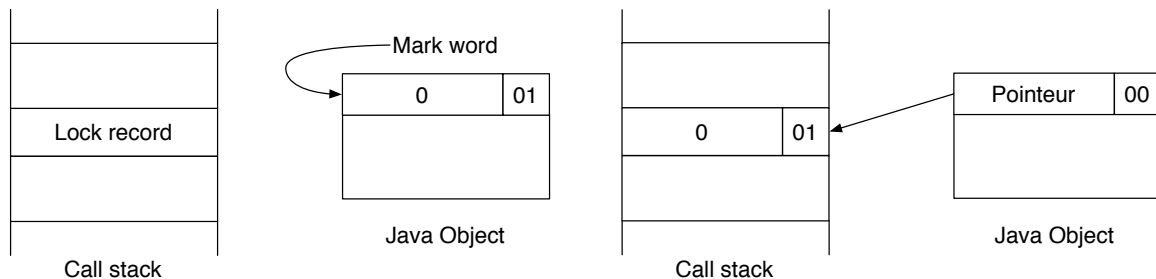 Mark word
0 01
Lock record
Java Object
Call stack
Pointeur 00
0 01
Java Object
Call stack